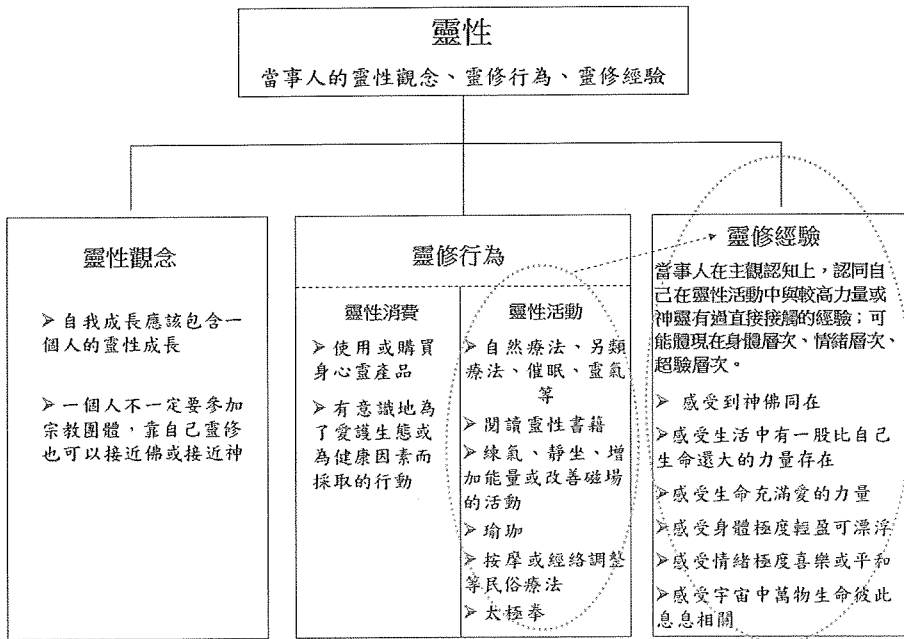 靈性
當事人的靈性觀念、靈修行為、靈修經驗
靈性觀念
➢ 自我成長應該包含一
個人的靈性成長
➢ 一個人不一定要參加
宗教團體，靠自己靈修
也可以接近佛或接近神
靈修行為
靈性消費
➢ 使用或購買
身心靈產品
➢ 有意識地為
了愛護生態或
為健康因素而
採取的行動
靈性活動
➢ 自然療法、另類
療法、催眠、靈氣
等
➢ 閱讀靈性書籍
➢ 練氣、靜坐、增
加能量或改善磁場
的活動
➢ 瑜珈
➢ 按摩或經絡調整
等民俗療法
➢ 太極拳
靈修經驗
當事人在主觀認知上，認同自
己在靈性活動中與較高力量或
神靈有過直接接觸的經驗；可
能體現在身體層次、情緒層次、
超驗層次。
➢ 感受到神佛同在
➢ 感受生活中有一股比自己
生命還大的力量存在
➢ 感受生命充滿愛的力量
➢ 感受身體極度輕盈可漂浮
➢ 感受情緒極度喜樂或平和
➢ 感受宇宙中萬物生命彼此
息息相關